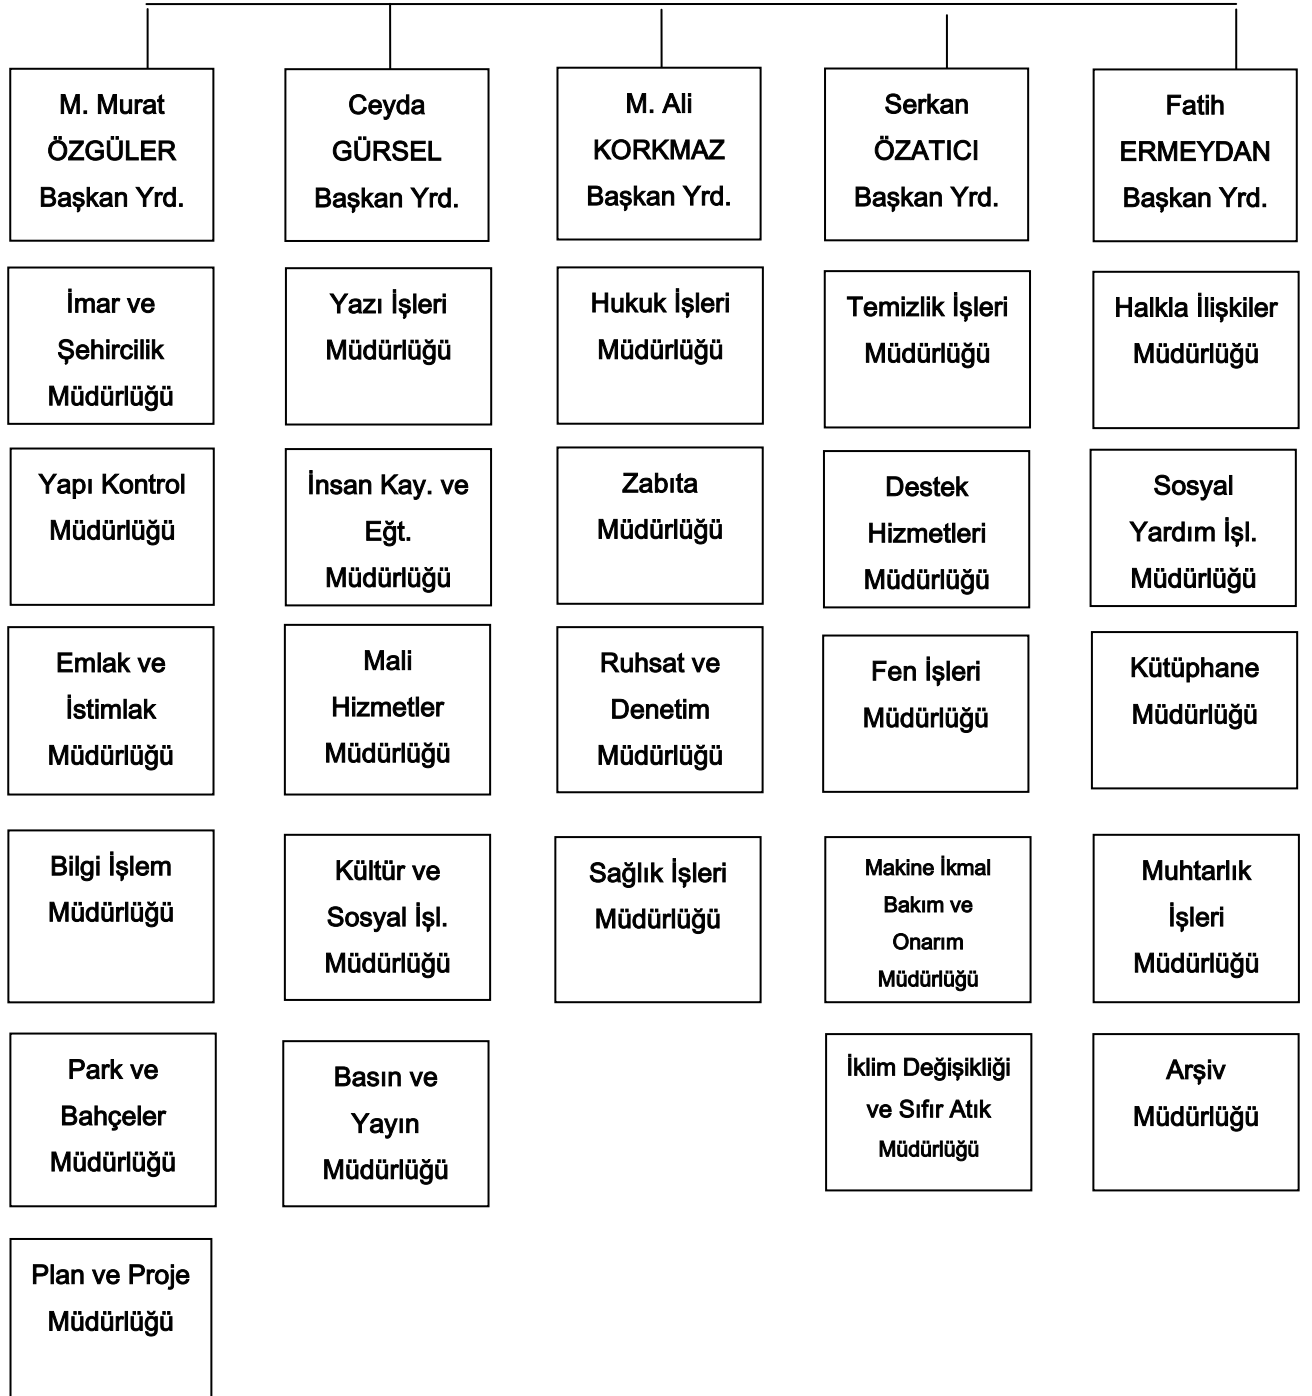 M. Murat
ÖZGÜLER
Başkan Yrd.
Ceyda
GÜRSEL
Başkan Yrd.
M. Ali
KORKMAZ
Başkan Yrd.
Serkan
ÖZATICI
Başkan Yrd.
Fatih
ERMEYDAN
Başkan Yrd.
İmar ve
Şehircilik
Müdürlüğü
Yazı İşleri
Müdürlüğü
Hukuk İşleri
Müdürlüğü
Temizlik İşleri
Müdürlüğü
Halkla İlişkiler
Müdürlüğü
Yapı Kontrol
Müdürlüğü
İnsan Kay. ve
Eğt.
Müdürlüğü
Zabıta
Müdürlüğü
Destek
Hizmetleri
Müdürlüğü
Sosyal
Yardım İşl.
Müdürlüğü
Emlak ve
İstimlak
Müdürlüğü
Mali
Hizmetler
Müdürlüğü
Ruhsat ve
Denetim
Müdürlüğü
Fen İşleri
Müdürlüğü
Kütüphane
Müdürlüğü
Bilgi İşlem
Müdürlüğü
Kültür ve
Sosyal İşl.
Müdürlüğü
Sağlık İşleri
Müdürlüğü
Makine İkmal
Bakım ve
Onarım
Müdürlüğü
Muhtarlık
İşleri
Müdürlüğü
Park ve
Bahçeler
Müdürlüğü
Basın ve
Yayın
Müdürlüğü
İklim Değişikliği
ve Sıfır Atık
Müdürlüğü
Arşiv
Müdürlüğü
Plan ve Proje
Müdürlüğü